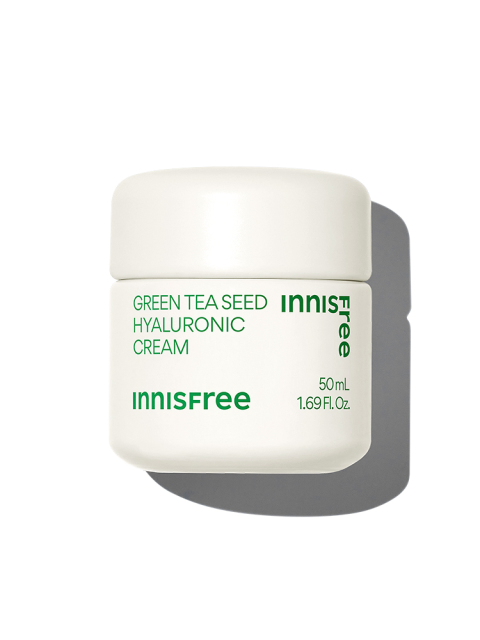 GREEN TEA SEED
HYALURONIC
CREAM
INNISFree
INNISFree
50 mL
1.69 Fl. Oz.